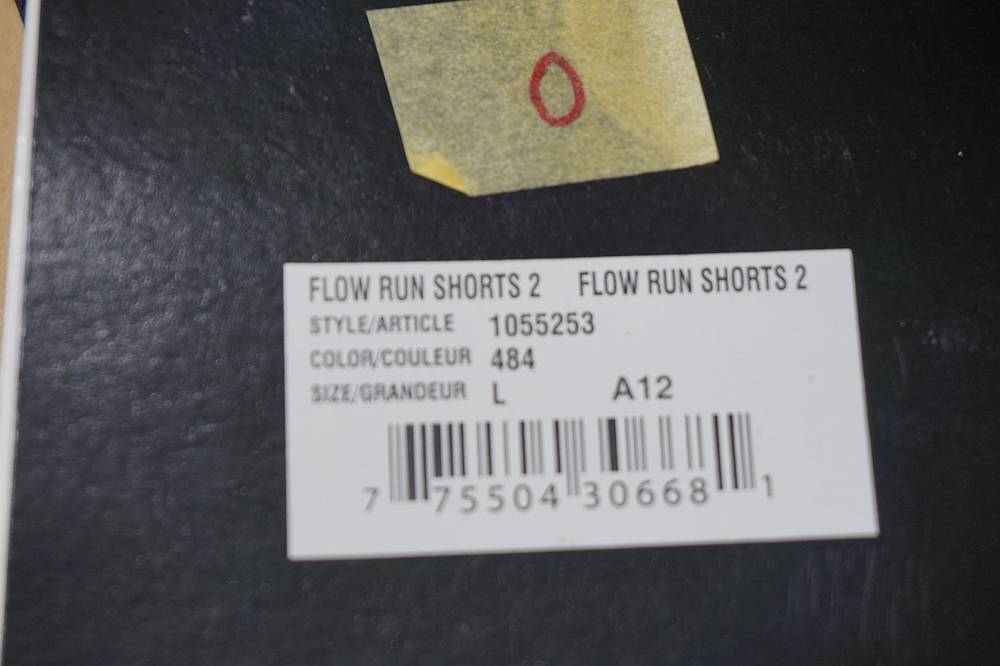 O
FLOW RUN SHORTS 2 FLOW RUN SHORTS 2
STYLE/ARTICLE 1055253
COLOR/COULEUR 484
SIZE/GRANDEUR L A12
7 75504 30668 1